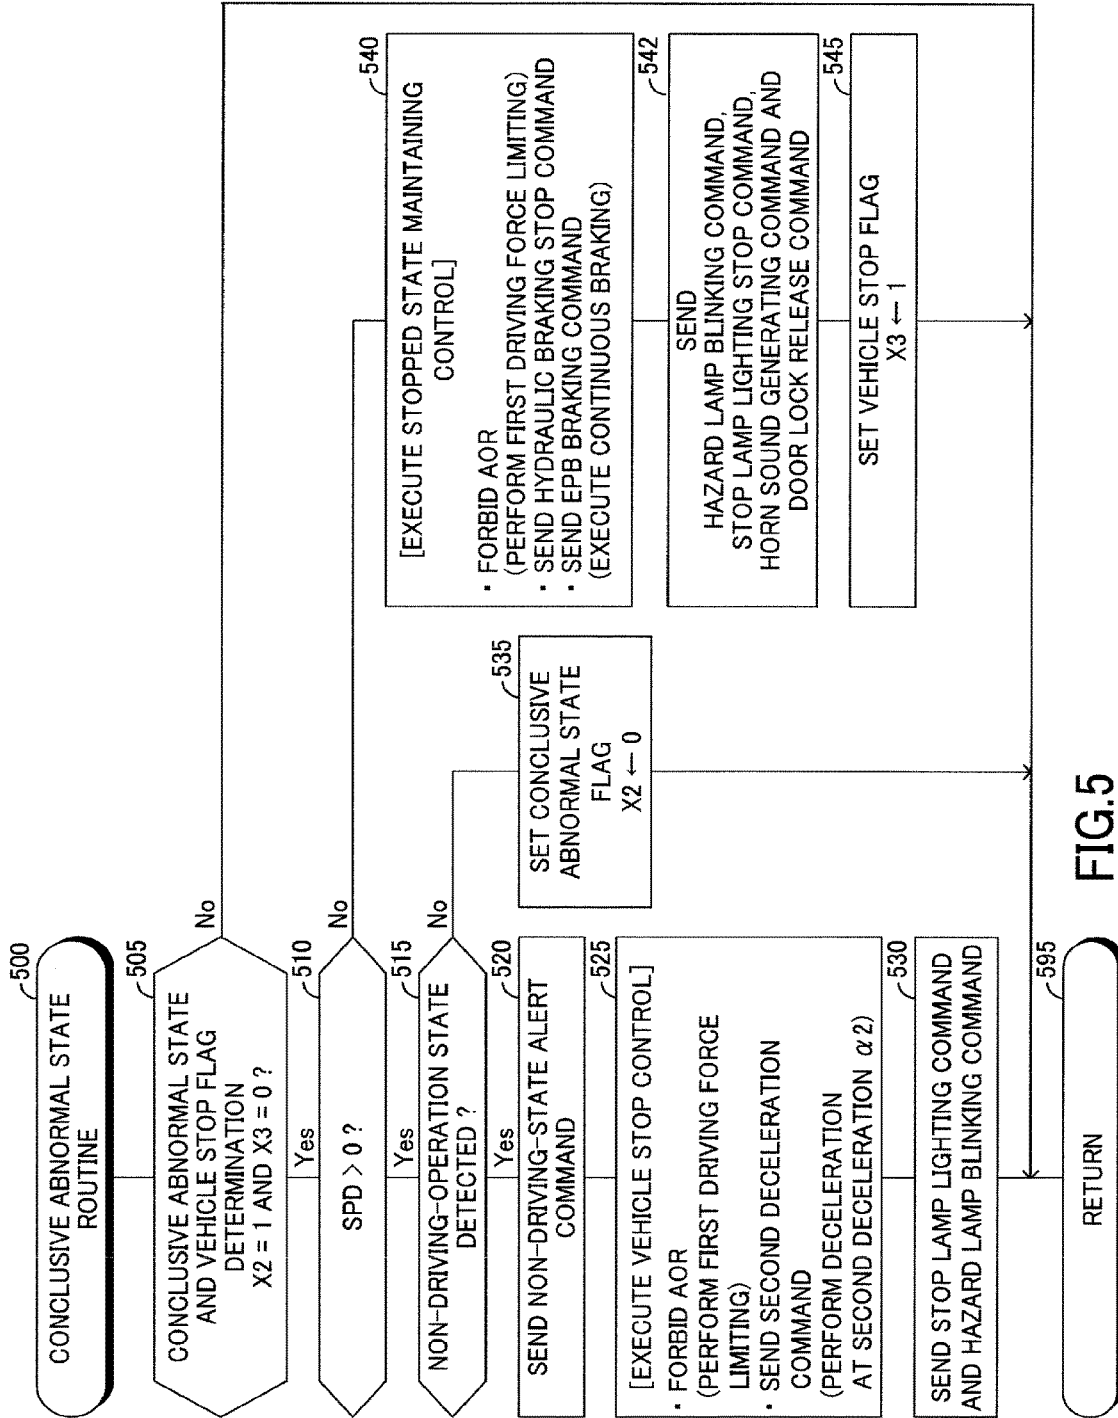 500
CONCLUSIVE ABNORMAL STATE
ROUTINE
505
CONCLUSIVE ABNORMAL STATE
AND VEHICLE STOP FLAG
DETERMINATION
X2 = 1 AND X3 = 0 ?
No
Yes
510
SPD > 0 ?
No
Yes
515
NON-DRIVING-OPERATION STATE
DETECTED ?
No
Yes
520
SEND NON-DRIVING-STATE ALERT
COMMAND
525
[EXECUTE VEHICLE STOP CONTROL]
• FORBID AOR
(PERFORM FIRST DRIVING FORCE
LIMITING)
• SEND SECOND DECELERATION
COMMAND
(PERFORM DECELERATION
AT SECOND DECELERATION α2)
530
SEND STOP LAMP LIGHTING COMMAND
AND HAZARD LAMP BLINKING COMMAND
595
RETURN
535
SET CONCLUSIVE
ABNORMAL STATE
FLAG
X2 ← 0
540
[EXECUTE STOPPED STATE MAINTAINING
CONTROL]
• FORBID AOR
(PERFORM FIRST DRIVING FORCE LIMITING)
• SEND HYDRAULIC BRAKING STOP COMMAND
• SEND EPB BRAKING COMMAND
(EXECUTE CONTINUOUS BRAKING)
542
SEND
HAZARD LAMP BLINKING COMMAND,
STOP LAMP LIGHTING STOP COMMAND,
HORN SOUND GENERATING COMMAND AND
DOOR LOCK RELEASE COMMAND
545
SET VEHICLE STOP FLAG
X3 ← 1
FIG.5